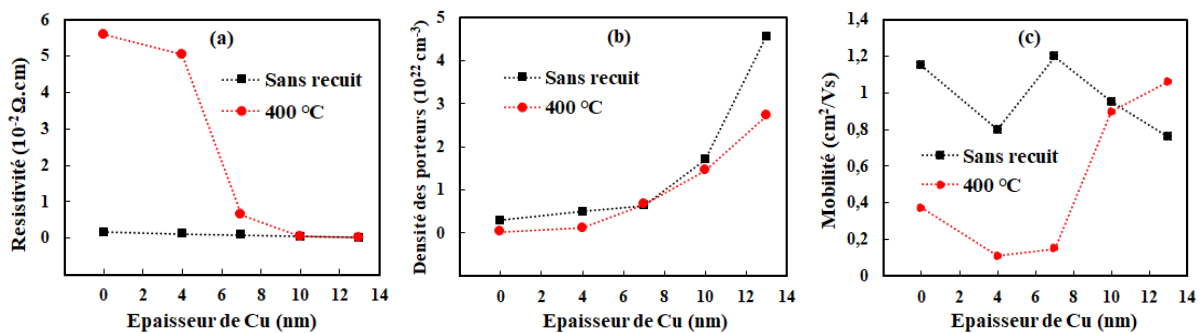 (a)
Resistivité (10-2 Ω.cm)
6
5
4
3
2
1
0
Sans recuit
400 °C
0 2 4 6 8 10 12 14
Epaisseur de Cu (nm)
(b)
Densité des porteurs (10²² cm-³)
5
4
3
2
1
0
Sans recuit
400 °C
0 2 4 6 8 10 12 14
Epaisseur de Cu (nm)
(c)
Mobilité (cm²/Vs)
1,4
1,2
1
0,8
0,6
0,4
0,2
0
Sans recuit
400 °C
0 2 4 6 8 10 12 14
Epaisseur de Cu (nm)